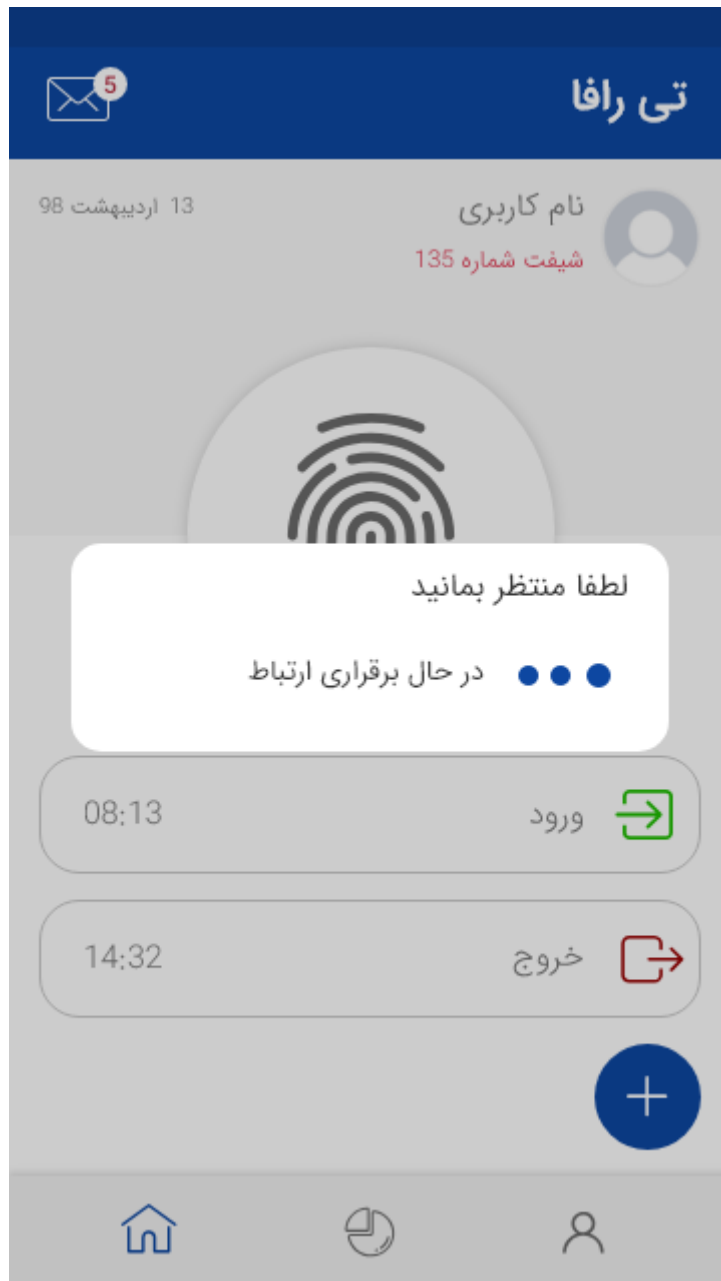 تی رافا
5
نام کاربری
13 اردیبهشت 98
شیفت شماره 135
لطفا منتظر بمانید
در حال برقراری ارتباط
ورود 08:13
خروج 14:32